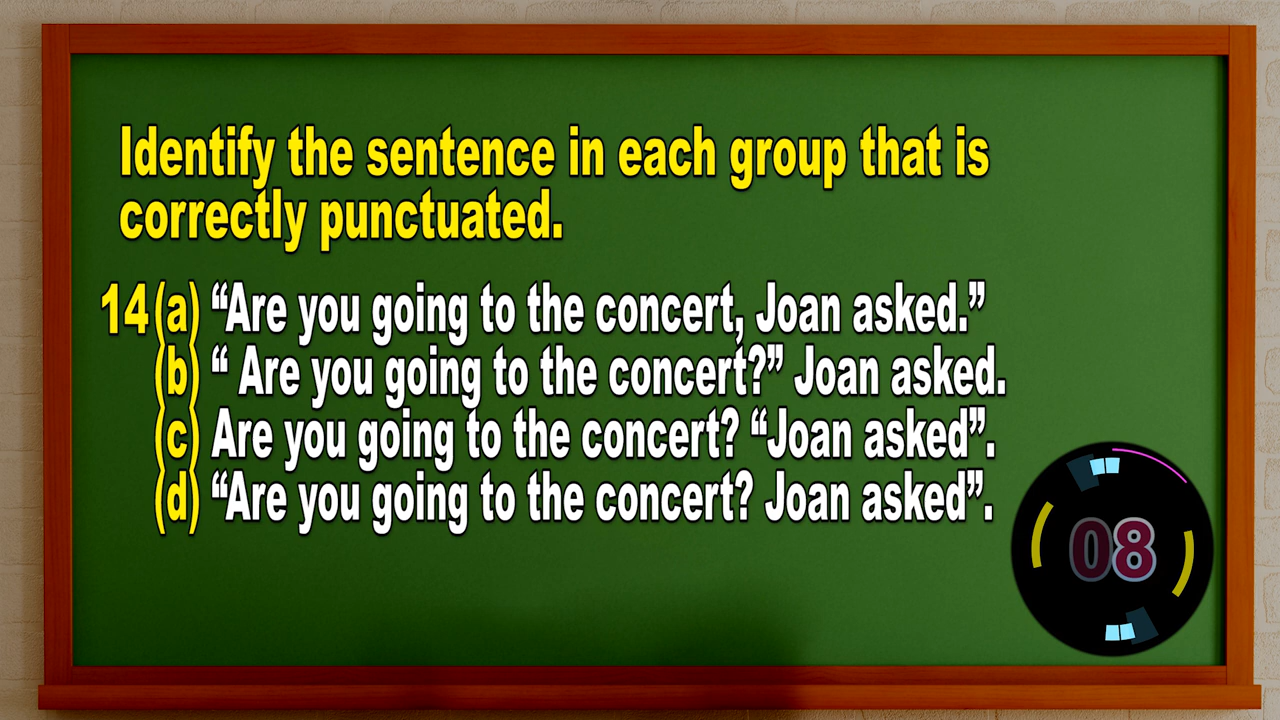 Identify the sentence in each group that is
correctly punctuated.
14(a) “Are you going to the concert, Joan asked.”
(b) “ Are you going to the concert?” Joan asked.
(c) Are you going to the concert? “Joan asked”.
(d) “Are you going to the concert? Joan asked”.
08